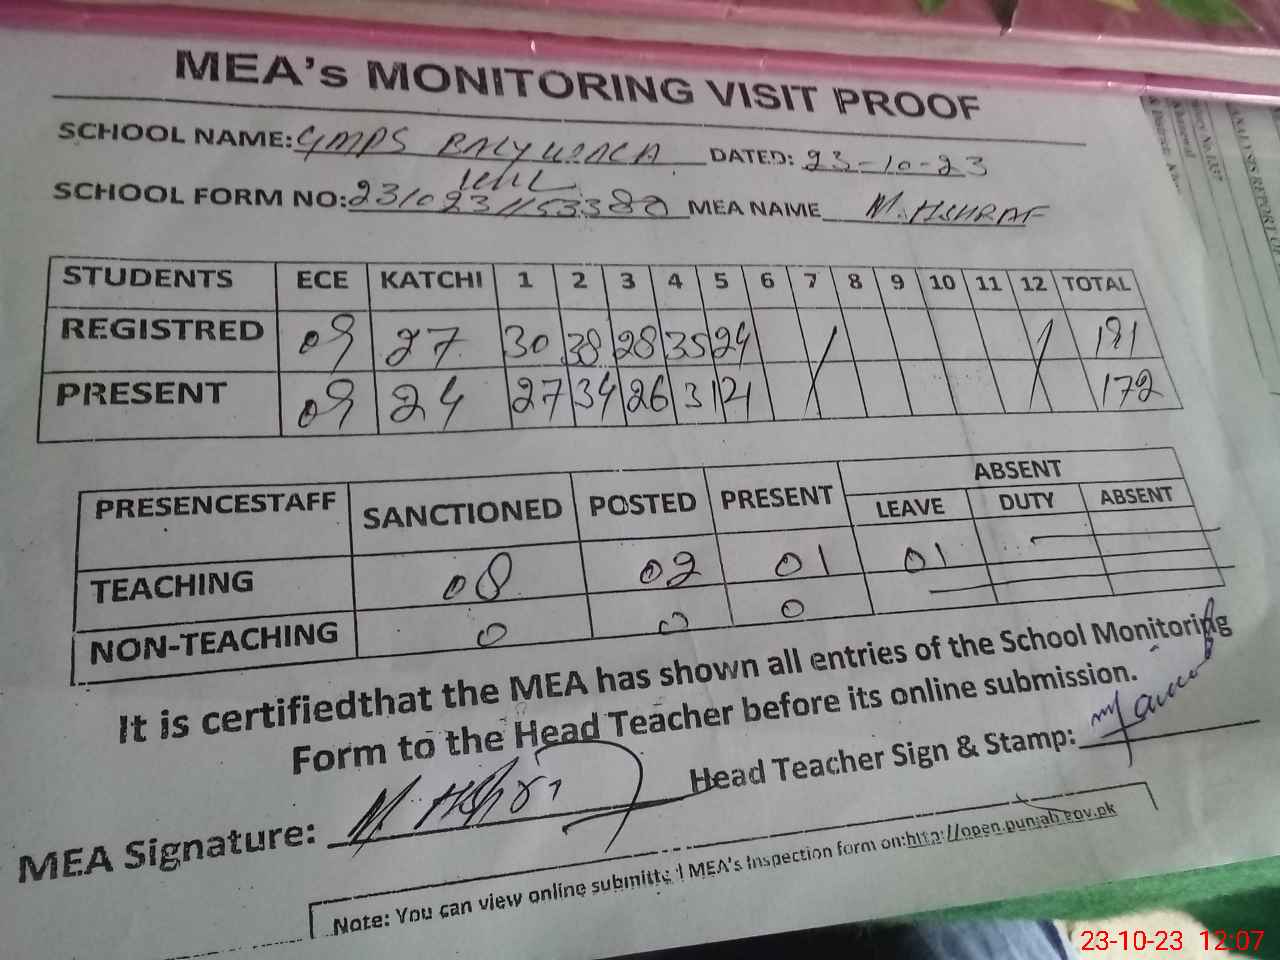 MEA's MONITORING VISIT PROOF
SCHOOL NAME: GMPS DATED: 23-10-23
SCHOOL FORM NO: MEA NAME M. ASHRAF
STUDENTS ECE KATCHI 1 2 3 4 5 6 7 8 9 10 11 12 TOTAL
REGISTRED 09 27 30 38 28 35 24 191
PRESENT 09 24 27 34 26 31 21 172
ABSENT
PRESENCESTAFF SANCTIONED POSTED PRESENT LEAVE DUTY ABSENT
TEACHING 08 02 01 01
NON-TEACHING 0 0 0
It is certifiedthat the MEA has shown all entries of the School Monitoring
Form to the Head Teacher before its online submission.
Head Teacher Sign & Stamp:
MEA Signature:
Note: You can view online submitted MEA's Inspection form on:http://open.punjab.gov.pk
23-10-23 12:07